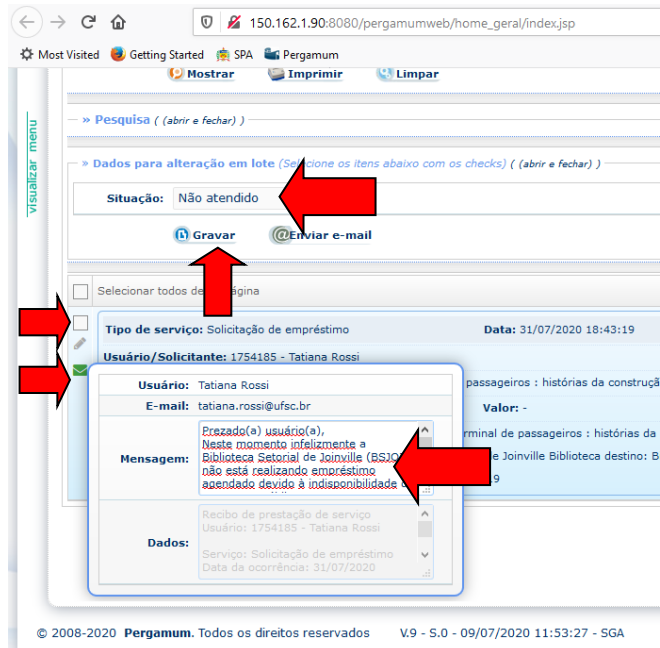 150.162.1.90:8080/pergamumweb/home_geral/index.jsp
Most Visited Getting Started SPA Pergamum
Mostrar Imprimir Limpar
visualizar menu
» Pesquisa ( (abrir e fechar) )
» Dados para alteração em lote (Selecione os itens abaixo com os checks) ( (abrir e fechar) )
Situação: Não atendido
Gravar @Enviar e-mail
Selecionar todos
Tipo de serviço: Solicitação de empréstimo Data: 31/07/2020 18:43:19
Usuário/Solicitante: 1754185 - Tatiana Rossi
passageiros : histórias da construçã
Valor: -
rminal de passageiros : histórias da
e Joinville Biblioteca destino: B
9
Usuário: Tatiana Rossi
E-mail: tatiana.rossi@ufsc.br
Mensagem: Prezado(a) usuário(a),
Neste momento infelizmente a
Biblioteca Setorial de Joinville
não está realizando empréstimo
agendado devido à indisponibilidade
Dados: Recibo de prestação de serviço
Usuário: 1754185 - Tatiana Rossi
Serviço: Solicitação de empréstimo
Data da ocorrência: 31/07/2020
© 2008-2020 Pergamum. Todos os direitos reservados V.9 - S.0 - 09/07/2020 11:53:27 - SGA